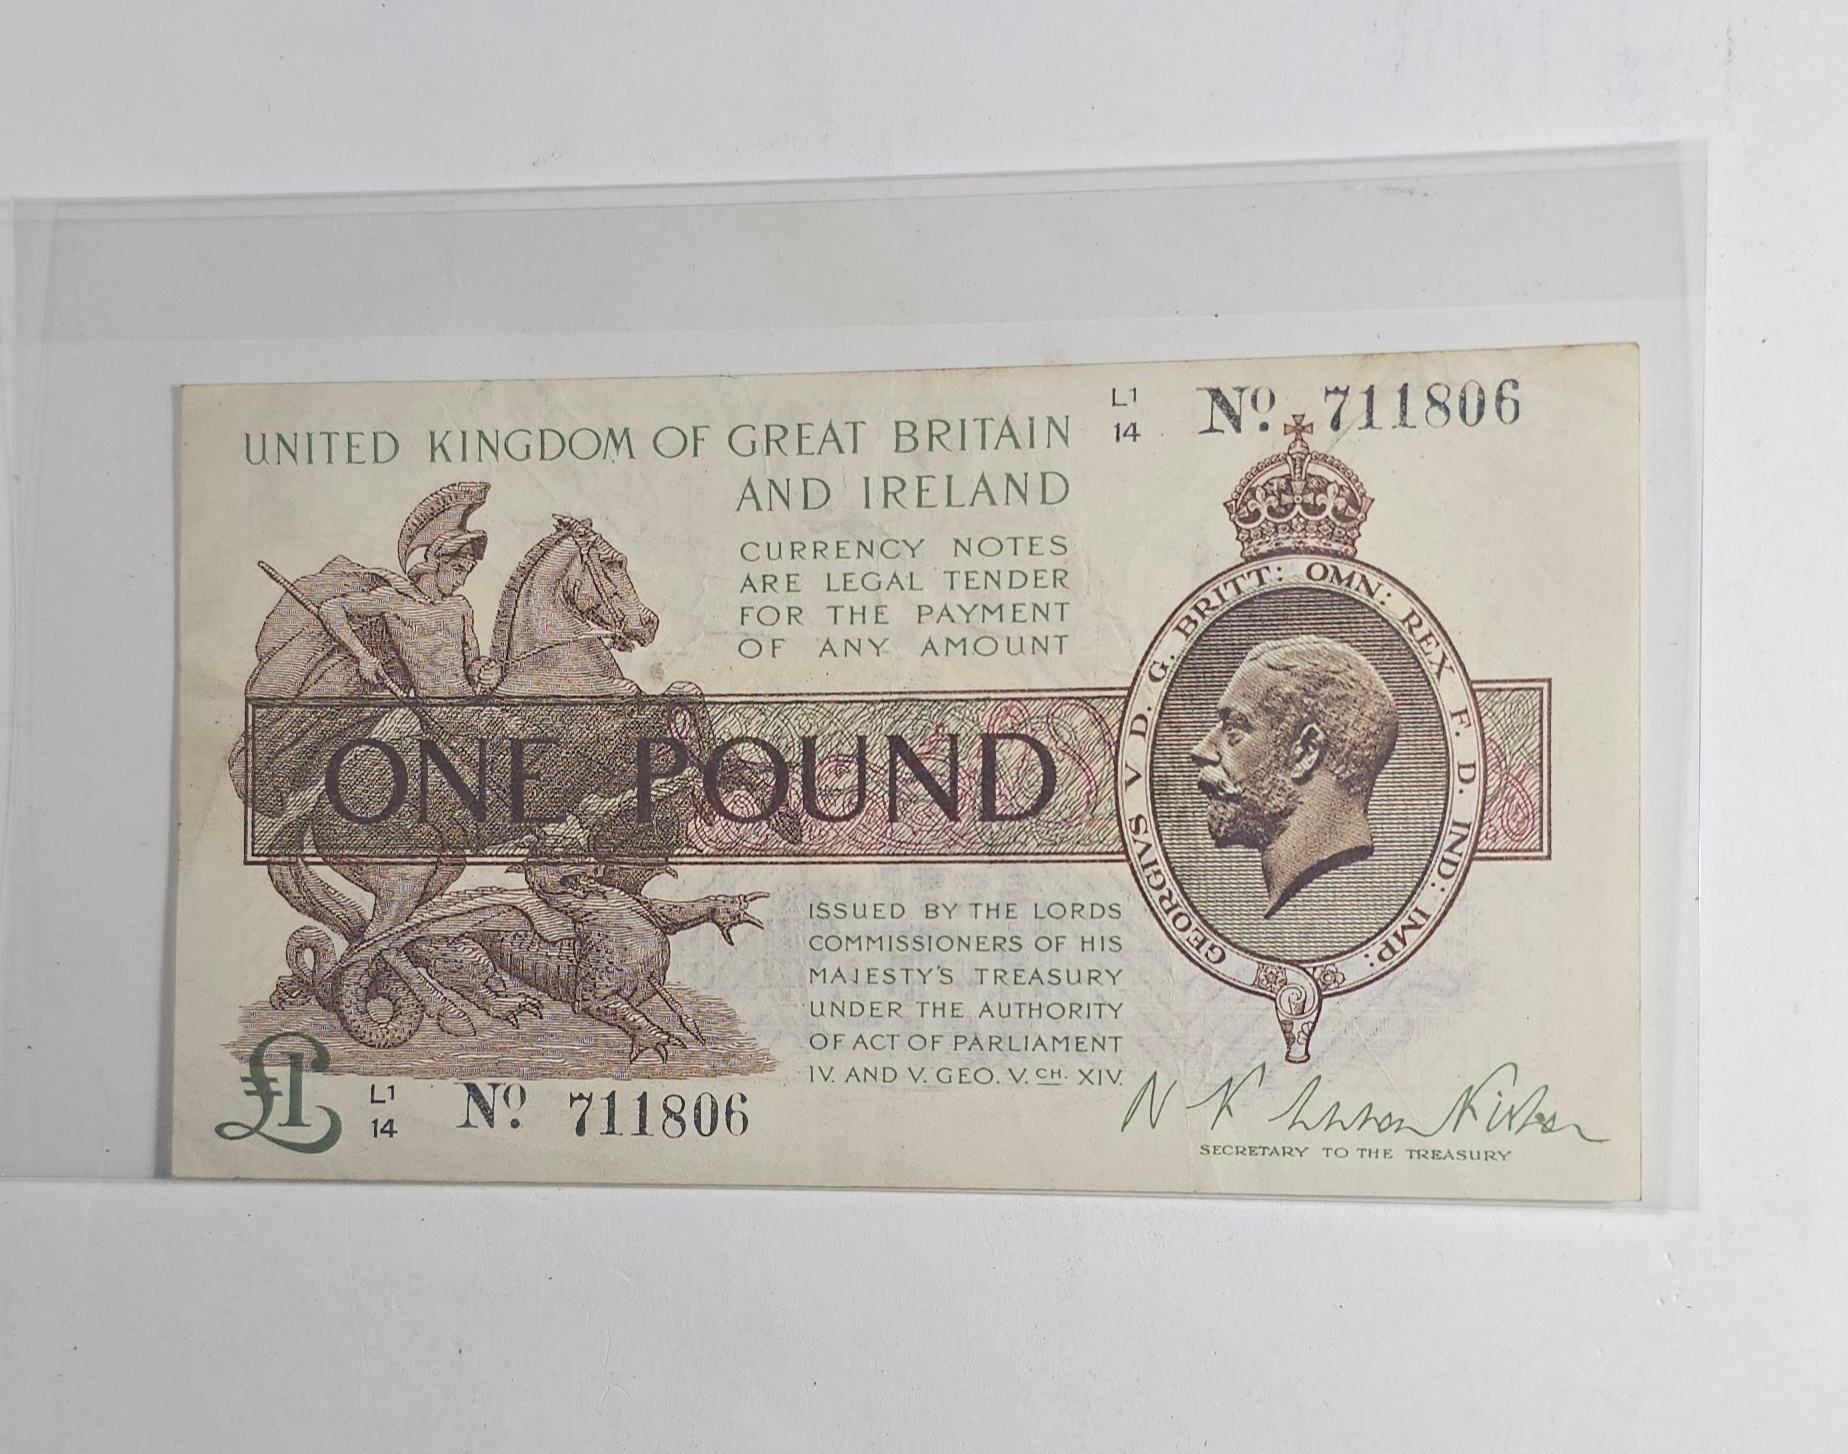 L1
14
Nº. 711806
UNITED KINGDOM OF GREAT BRITAIN
AND IRELAND
CURRENCY NOTES
ARE LEGAL TENDER
FOR THE PAYMENT
OF ANY AMOUNT
ONE POUND
GEORGIVS V D. G. BRITT: OMN: REX F. D. IND: IMP:
ISSUED BY THE LORDS
COMMISSIONERS OF HIS
MAJESTY'S TREASURY
UNDER THE AUTHORITY
OF ACT OF PARLIAMENT
IV. AND V. GEO. V. CH. XIV.
£1
L1
14
Nº. 711806
N K Warren Fisher
SECRETARY TO THE TREASURY